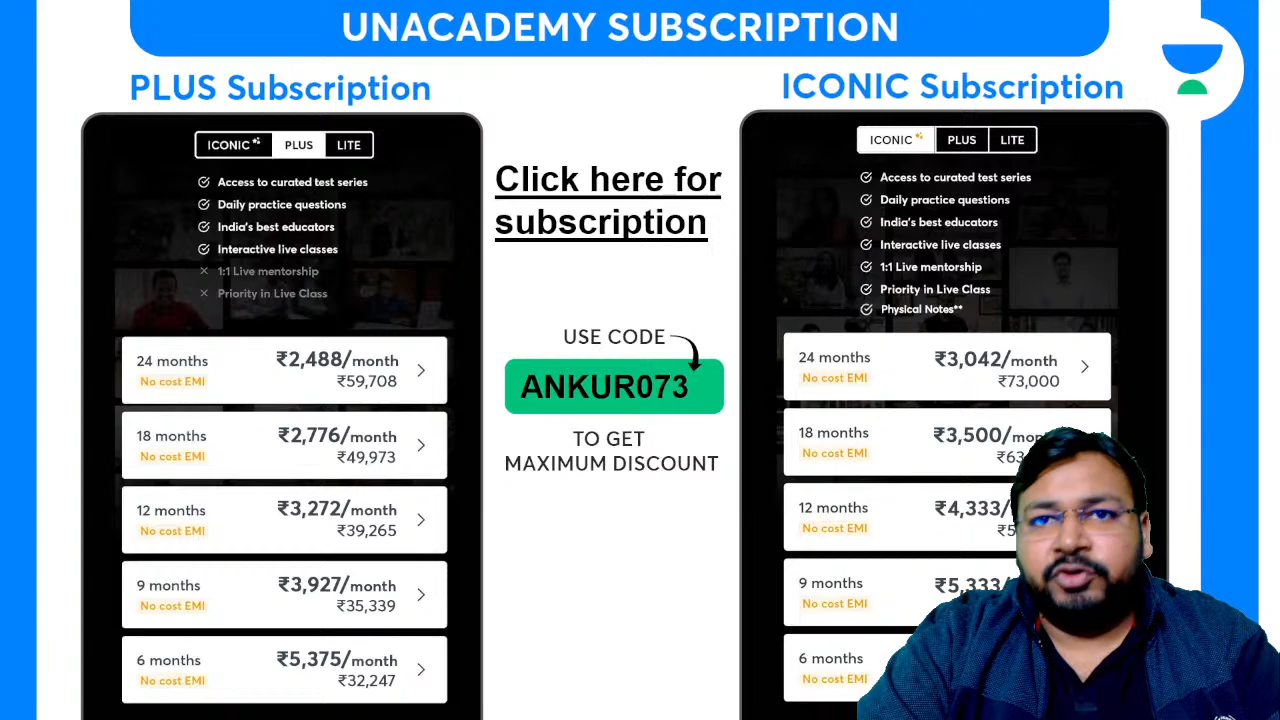 UNACADEMY SUBSCRIPTION
PLUS Subscription
ICONIC PLUS LITE
Access to curated test series
Daily practice questions
India's best educators
Interactive live classes
1:1 Live mentorship
Priority in Live Class
24 months ₹2,488/month
No cost EMI ₹59,708
18 months ₹2,776/month
No cost EMI ₹49,973
12 months ₹3,272/month
No cost EMI ₹39,265
9 months ₹3,927/month
No cost EMI ₹35,339
6 months ₹5,375/month
No cost EMI ₹32,247
Click here for
subscription
USE CODE
ANKUR073
TO GET
MAXIMUM DISCOUNT
ICONIC Subscription
ICONIC PLUS LITE
Access to curated test series
Daily practice questions
India's best educators
Interactive live classes
1:1 Live mentorship
Priority in Live Class
Physical Notes**
24 months ₹3,042/month
No cost EMI ₹73,000
18 months ₹3,500/
No cost EMI
12 months ₹4,333/
No cost EMI
9 months ₹5,333/
No cost EMI
6 months
No cost EMI